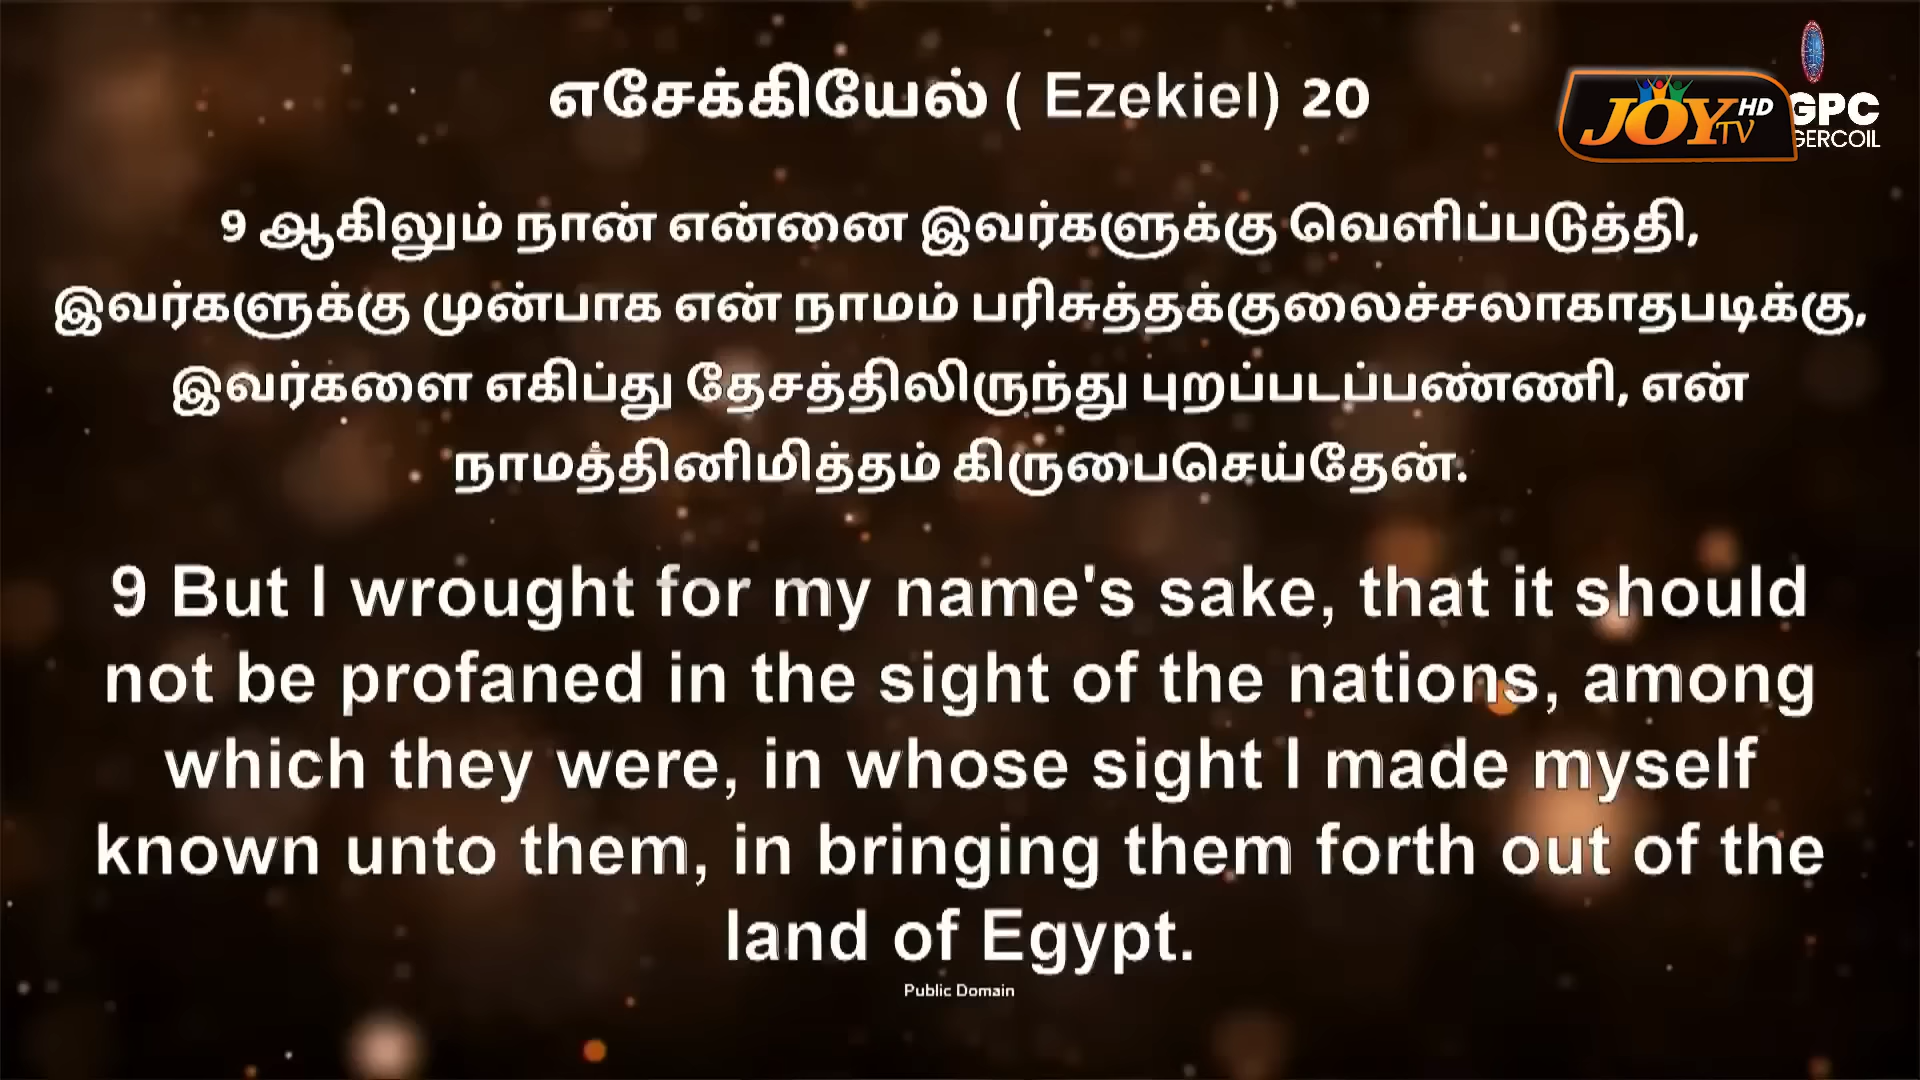 எசேக்கியேல் ( Ezekiel) 20
JOY TV HD
GPC
GERCOIL
9 ஆகிலும் நான் என்னை இவர்களுக்கு வெளிப்படுத்தி,
இவர்களுக்கு முன்பாக என் நாமம் பரிசுத்தக்குலைச்சலாகாதபடிக்கு,
இவர்களை எகிப்து தேசத்திலிருந்து புறப்படப்பண்ணி, என்
நாமத்தினிமித்தம் கிருபைசெய்தேன்.
9 But I wrought for my name's sake, that it should
not be profaned in the sight of the nations, among
which they were, in whose sight I made myself
known unto them, in bringing them forth out of the
land of Egypt.
Public Domain